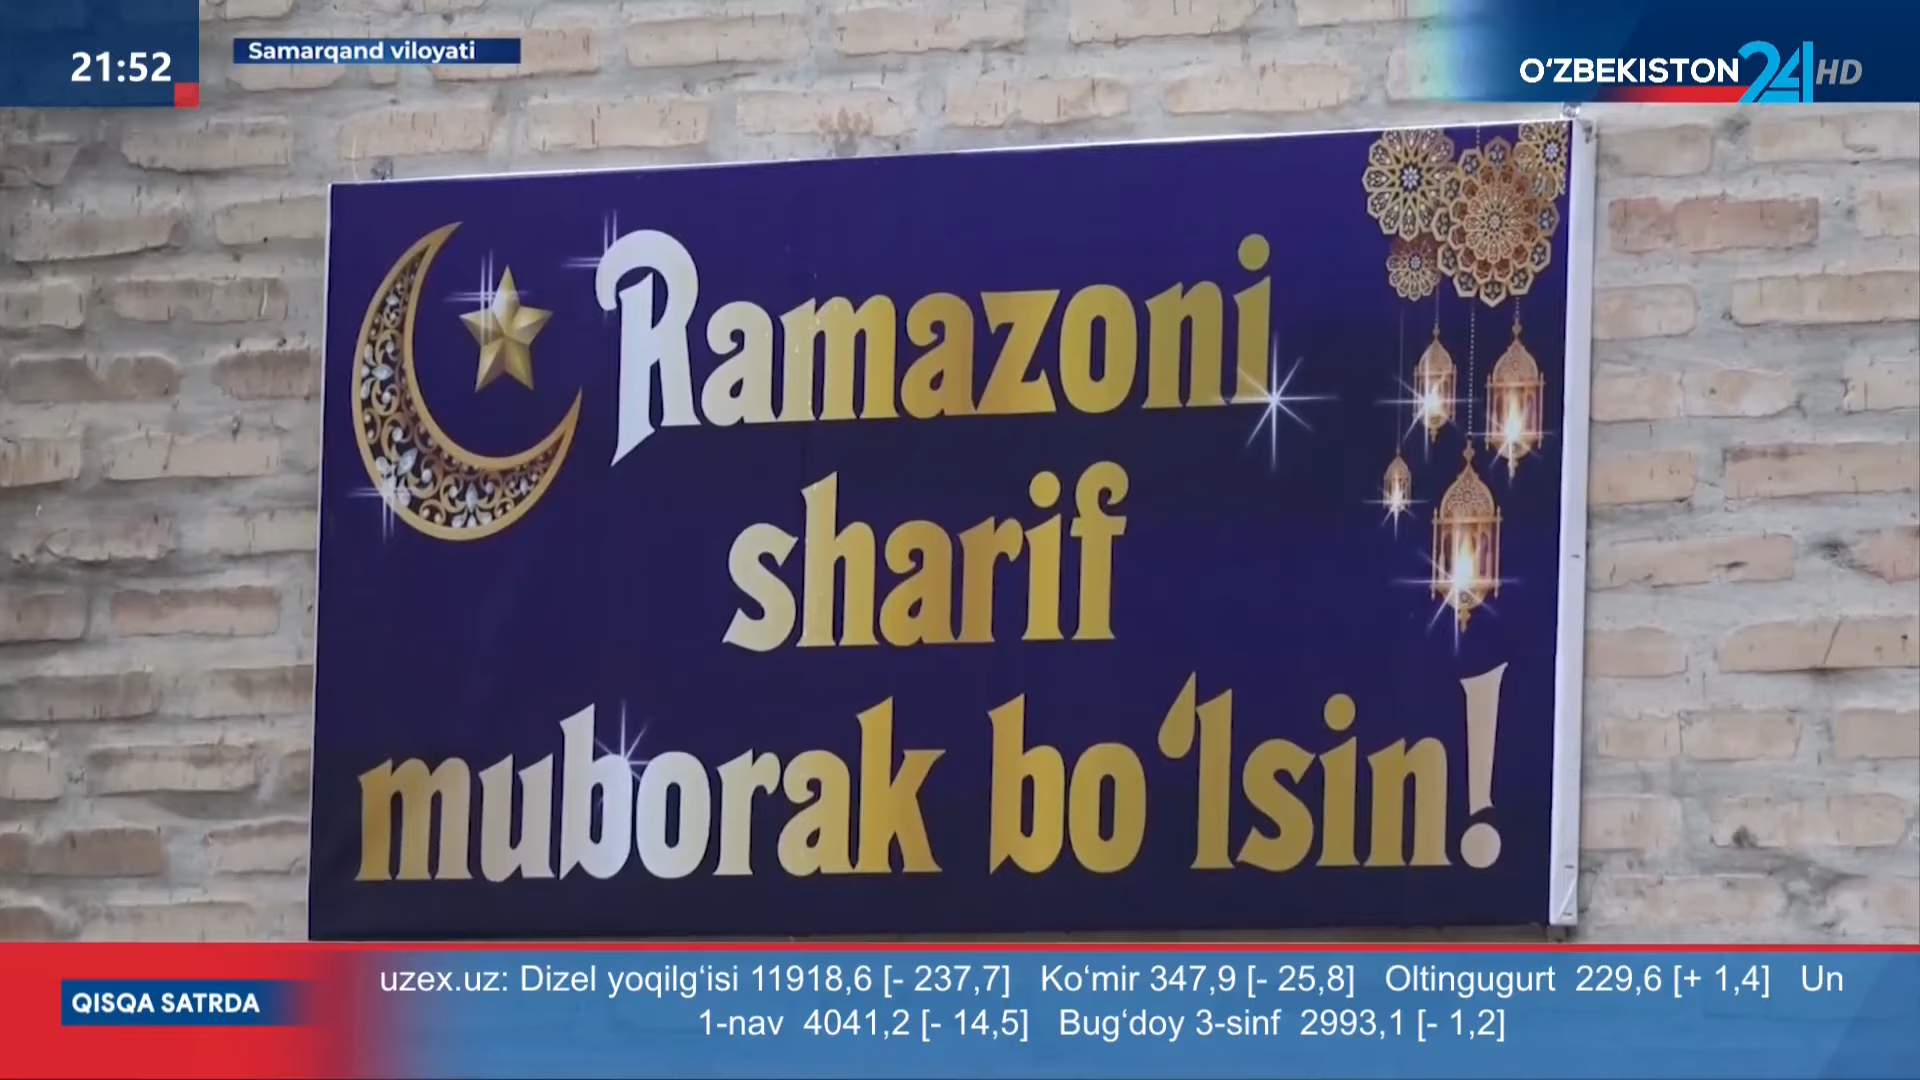 21:52
Samarqand viloyati
O‘ZBEKISTON 24 HD
Ramazoni
sharif
muborak bo‘lsin!
QISQA SATRDA
uzex.uz: Dizel yoqilg‘isi 11918,6 [- 237,7] Ko‘mir 347,9 [- 25,8] Oltingugurt 229,6 [+ 1,4] Un
1-nav 4041,2 [- 14,5] Bug‘doy 3-sinf 2993,1 [- 1,2]